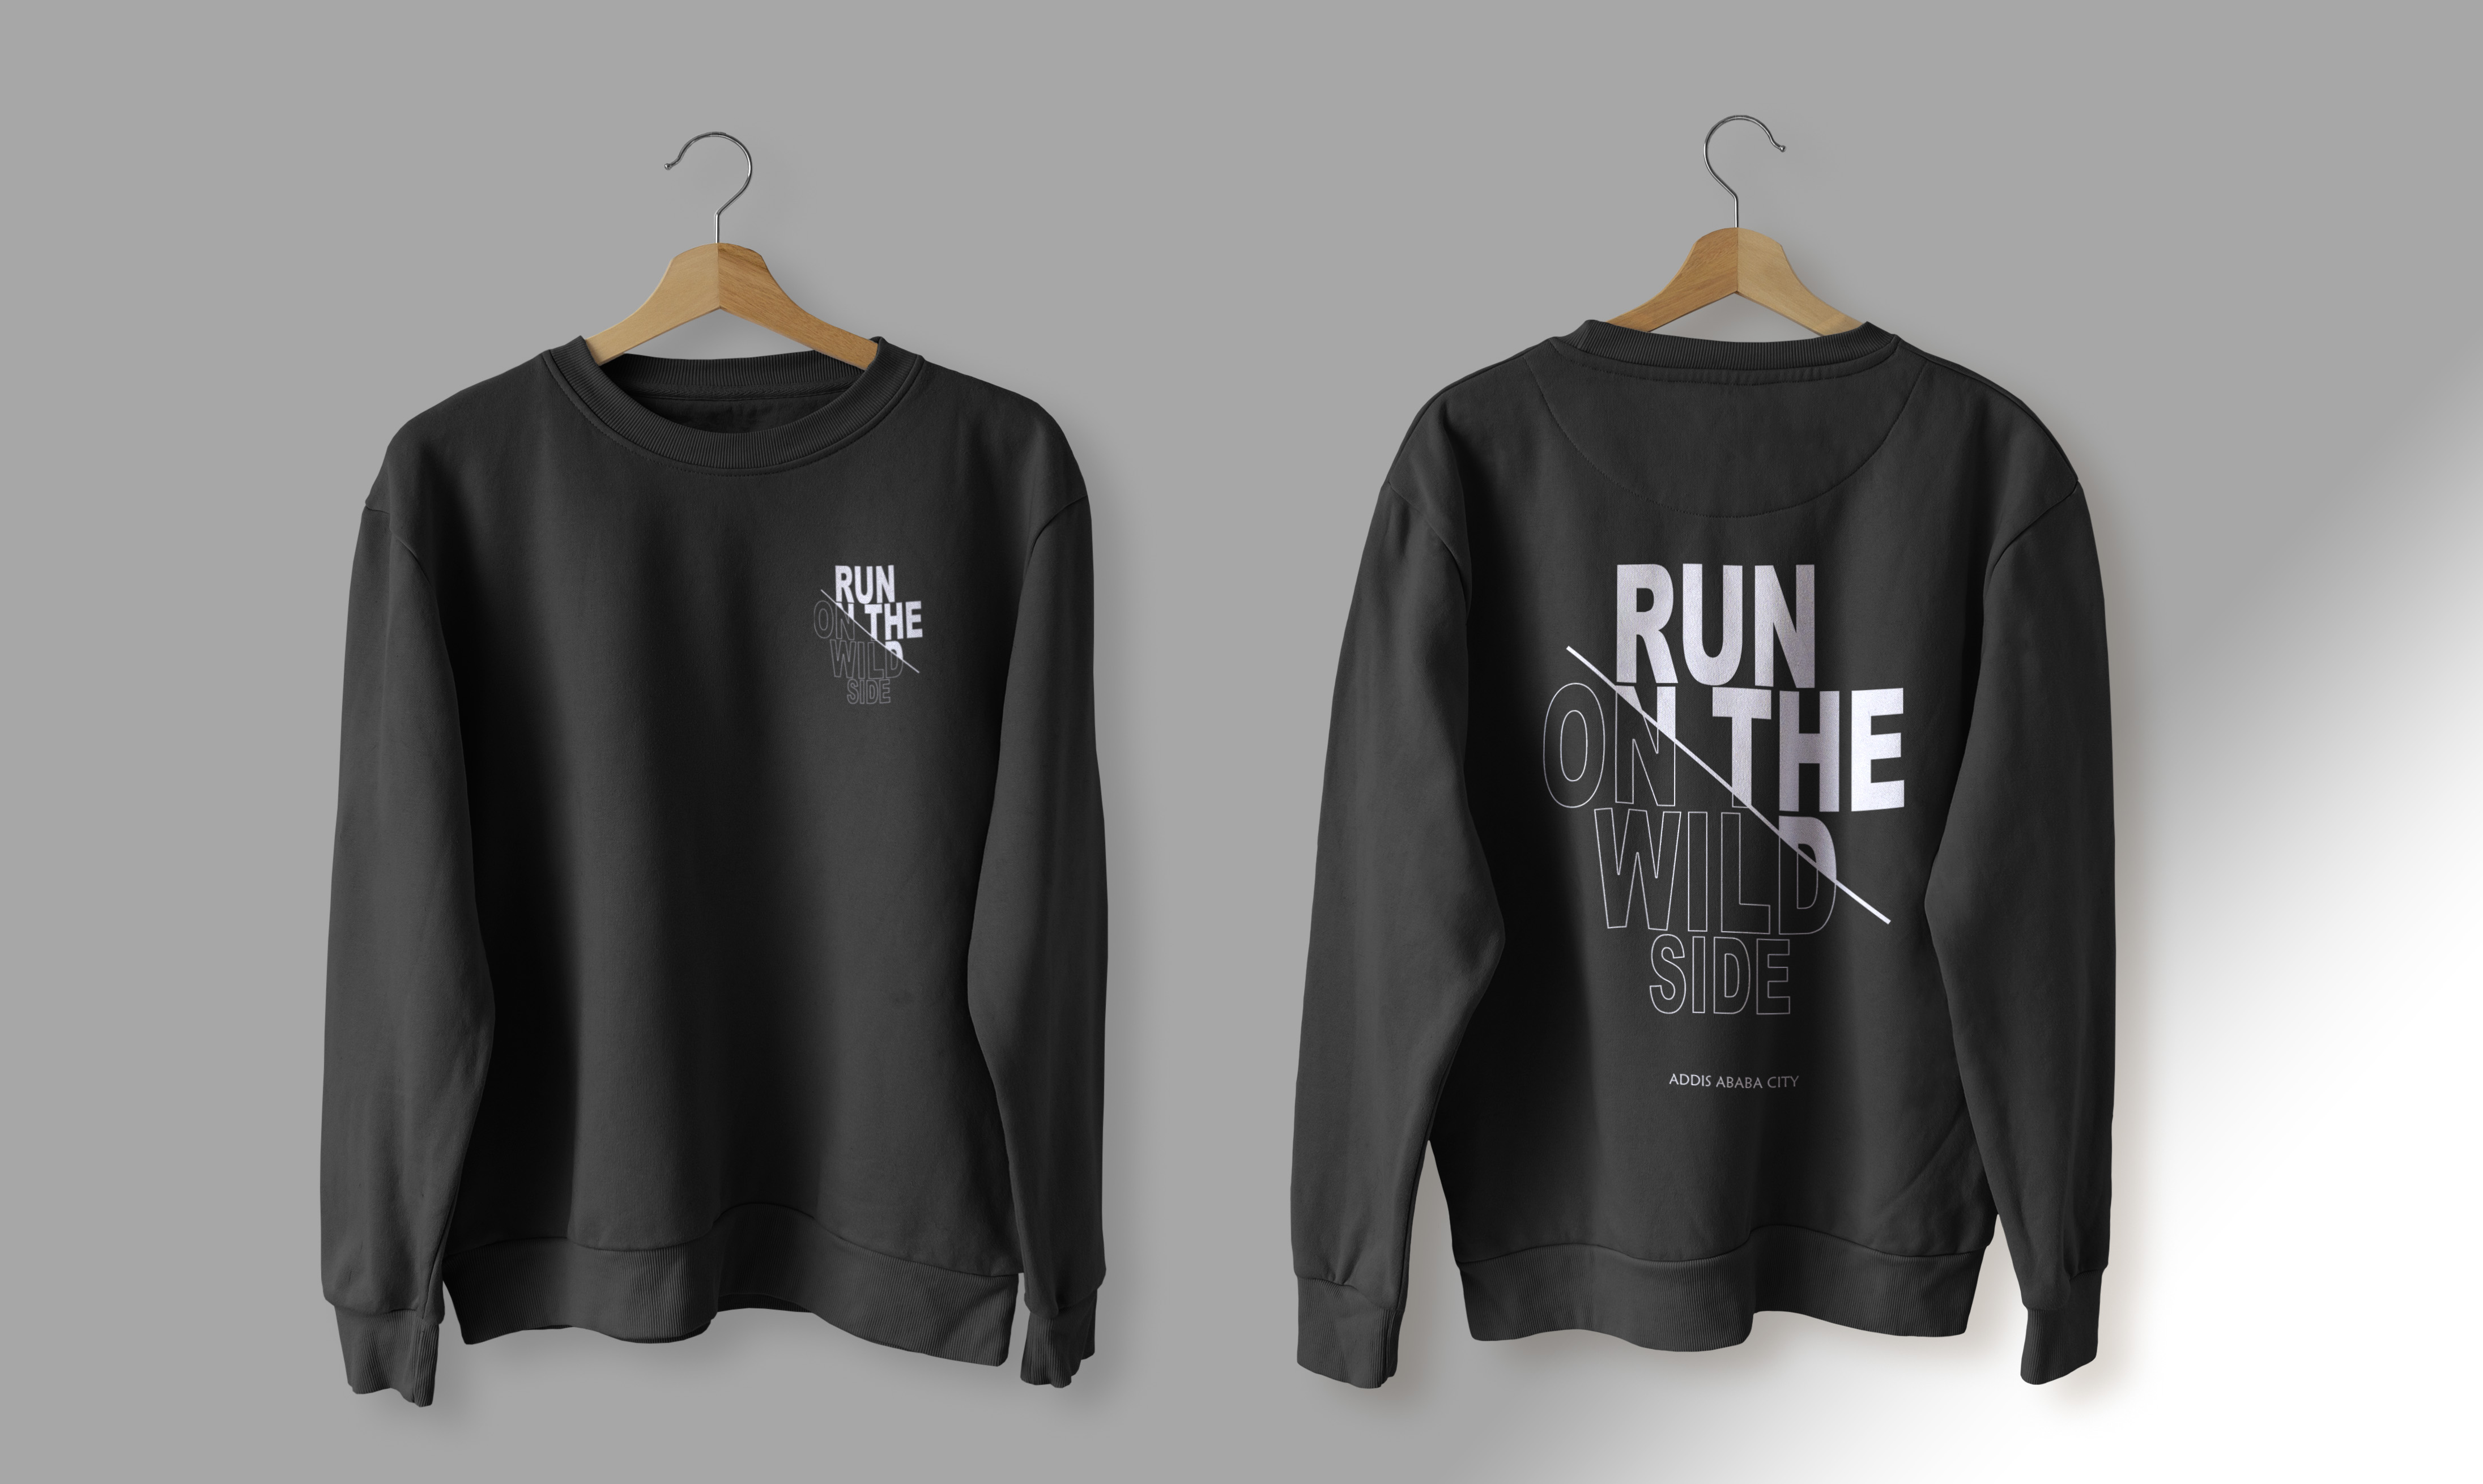 RUN
ON THE
WILD
SIDE
RUN
ON THE
WILD
SIDE
ADDIS ABABA CITY